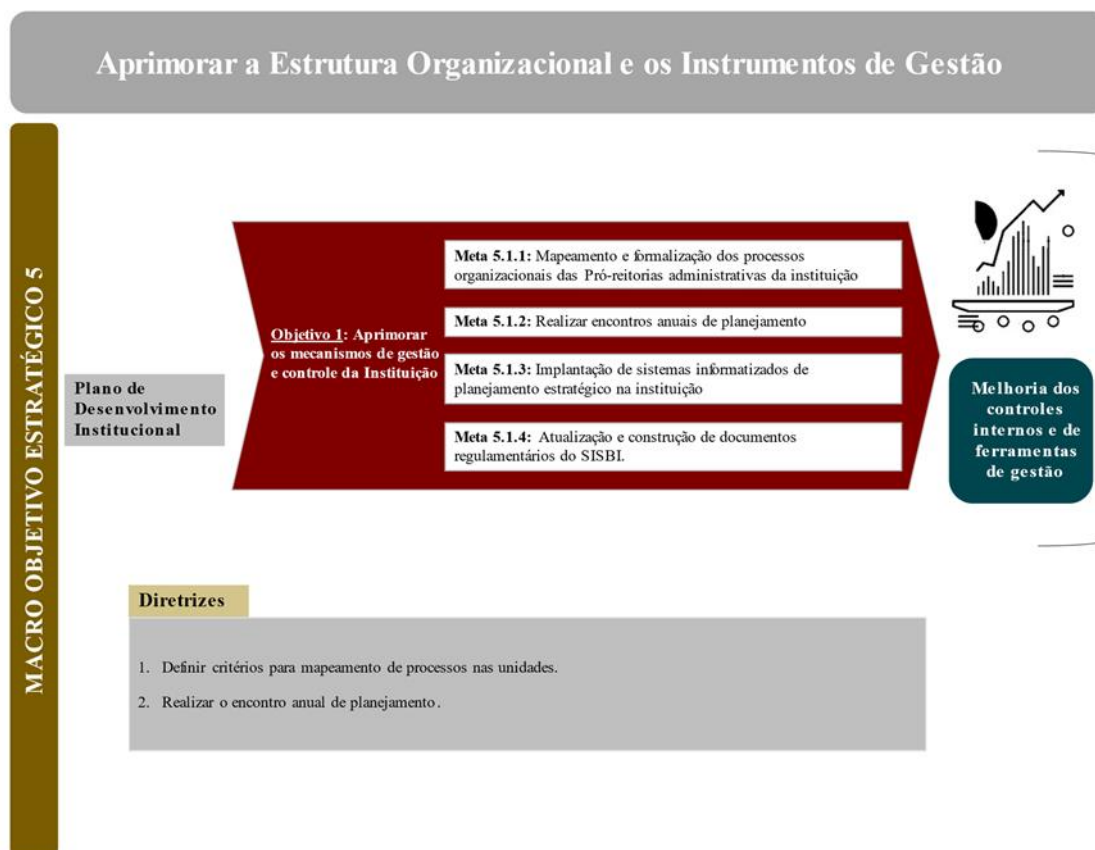 Aprimorar a Estrutura Organizacional e os Instrumentos de Gestão
MACRO OBJETIVO ESTRATÉGICO 5
Plano de
Desenvolvimento
Institucional
Objetivo 1: Aprimorar
os mecanismos de gestão
e controle da Instituição
Meta 5.1.1: Mapeamento e formalização dos processos
organizacionais das Pró-reitorias administrativas da instituição
Meta 5.1.2: Realizar encontros anuais de planejamento
Meta 5.1.3: Implantação de sistemas informatizados de
planejamento estratégico na instituição
Meta 5.1.4: Atualização e construção de documentos
regulamentários do SISBI.
Melhoria dos
controles
internos e de
ferramentas
de gestão
Diretrizes
1. Definir critérios para mapeamento de processos nas unidades.
2. Realizar o encontro anual de planejamento.